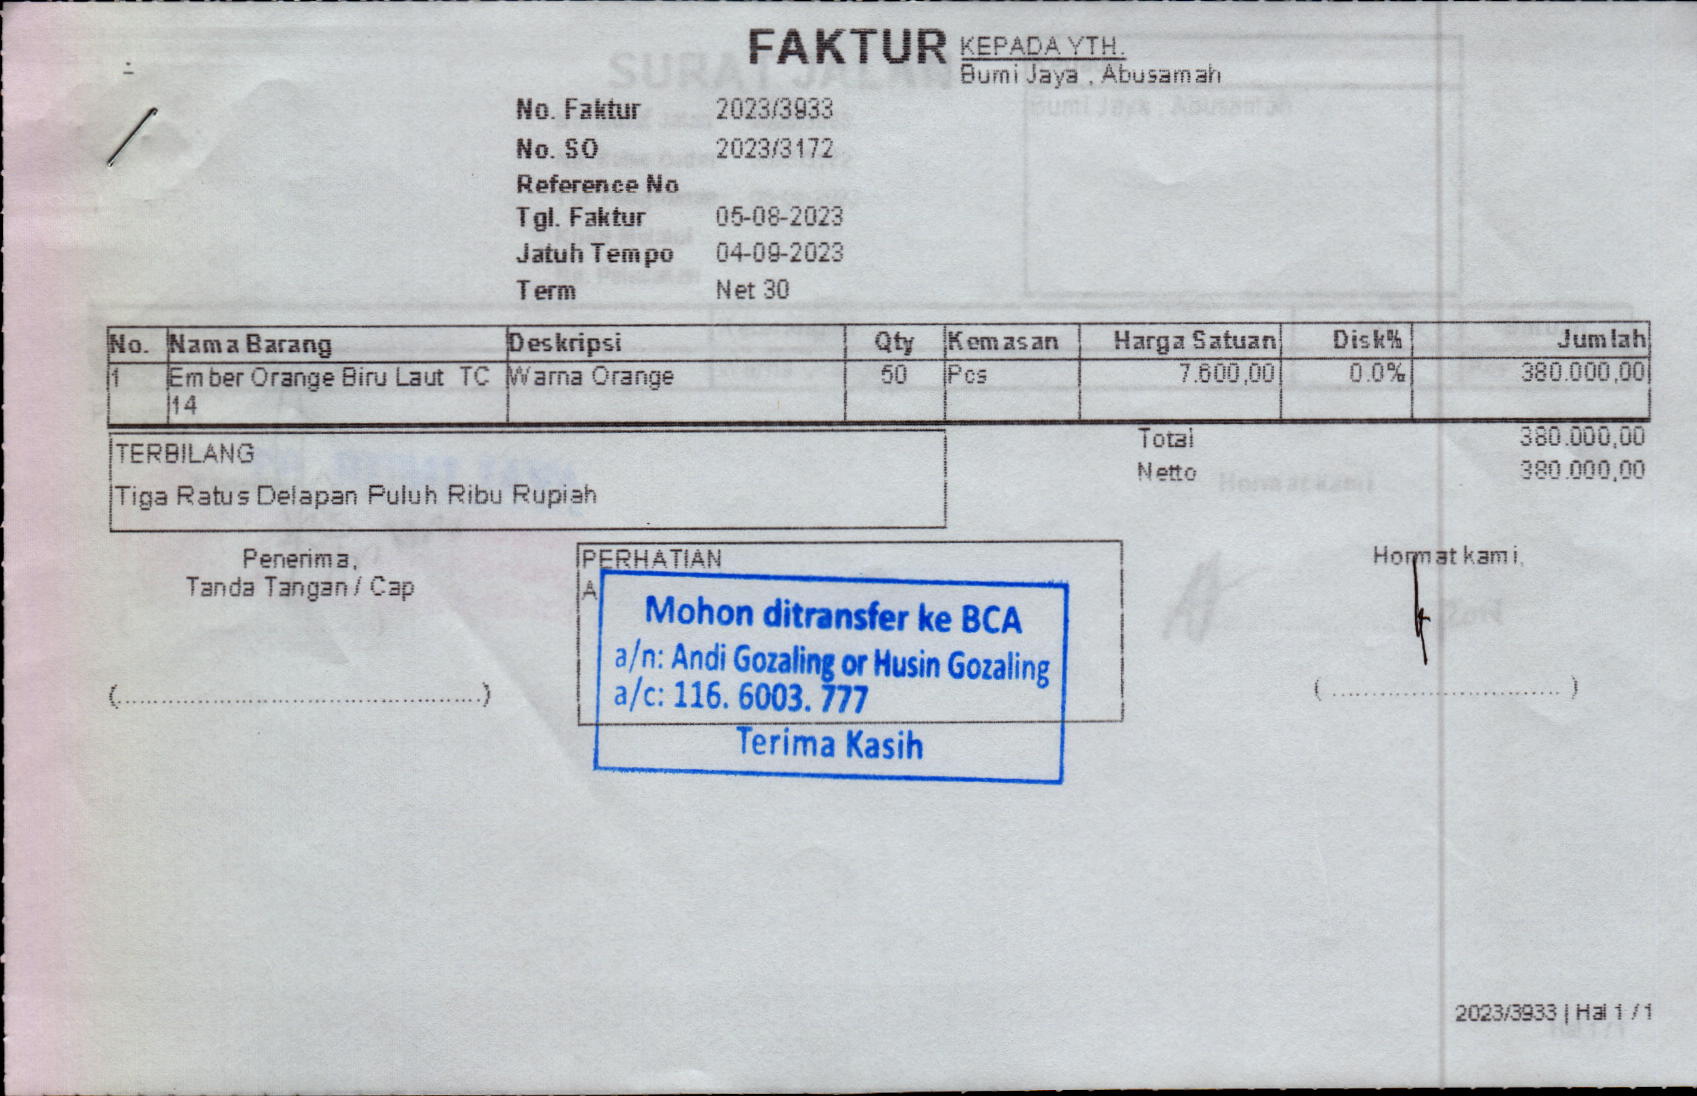 FAKTUR
KEPADA YTH.
Bumi Jaya , Abusamah
No. Faktur 2023/3933
No. SO 2023/3172
Reference No
Tgl. Faktur 05-08-2023
Jatuh Tempo 04-09-2023
Term Net 30
No. Nama Barang Deskripsi Qty Kemasan Harga Satuan Disk% Jumlah
1 Ember Orange Biru Laut TC Warna Orange 50 Pcs 7.600,00 0.0% 380.000,00
14
Total 380.000,00
TERBILANG
Netto 380.000,00
Tiga Ratus Delapan Puluh Ribu Rupiah
Penerima,
Tanda Tangan / Cap
(...............................................)
PERHATIAN
A
Mohon ditransfer ke BCA
a/n: Andi Gozaling or Husin Gozaling
a/c: 116. 6003. 777
Terima Kasih
Hormat kami,
( ............................. )
2023/3933 | Hal 1 / 1